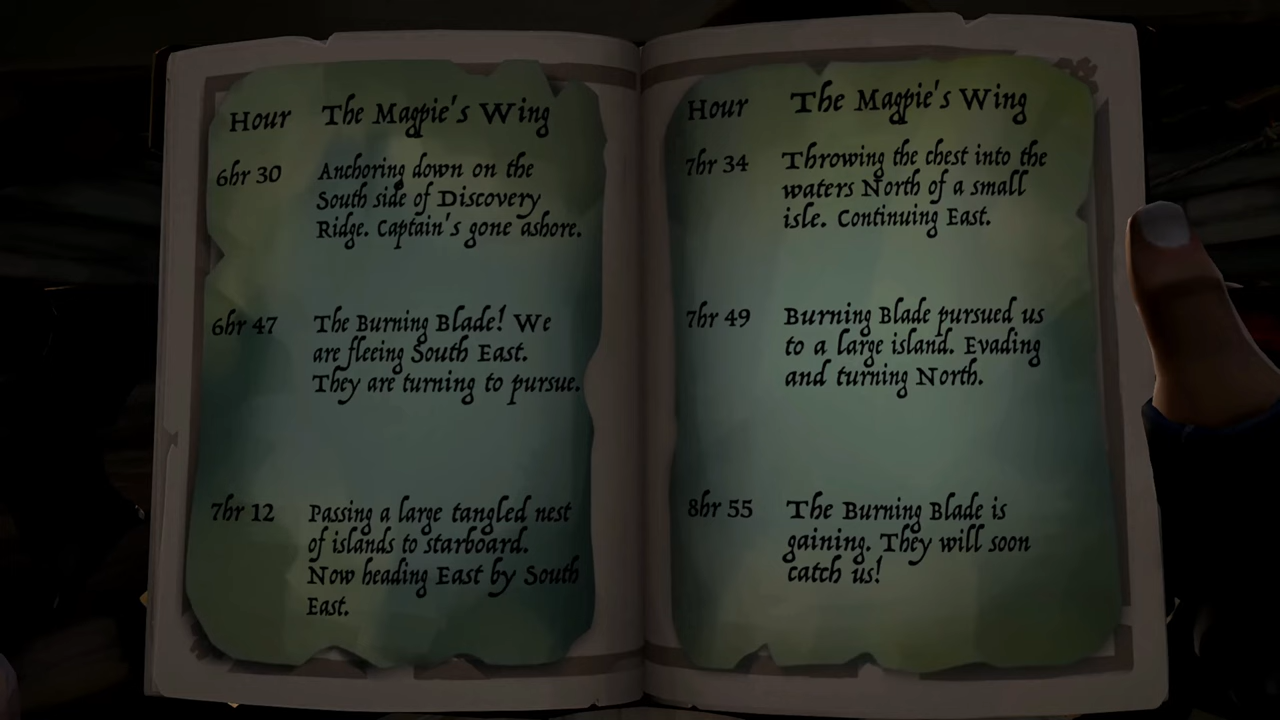 Hour The Magpie's Wing
6hr 30 Anchoring down on the
South side of Discovery
Ridge. Captain's gone ashore.
6hr 47 The Burning Blade! We
are fleeing South East.
They are turning to pursue.
7hr 12 Passing a large tangled nest
of islands to starboard.
Now heading East by South
East.
Hour The Magpie's Wing
7hr 34 Throwing the chest into the
waters North of a small
isle. Continuing East.
7hr 49 Burning Blade pursued us
to a large island. Evading
and turning North.
8hr 55 The Burning Blade is
gaining. They will soon
catch us!